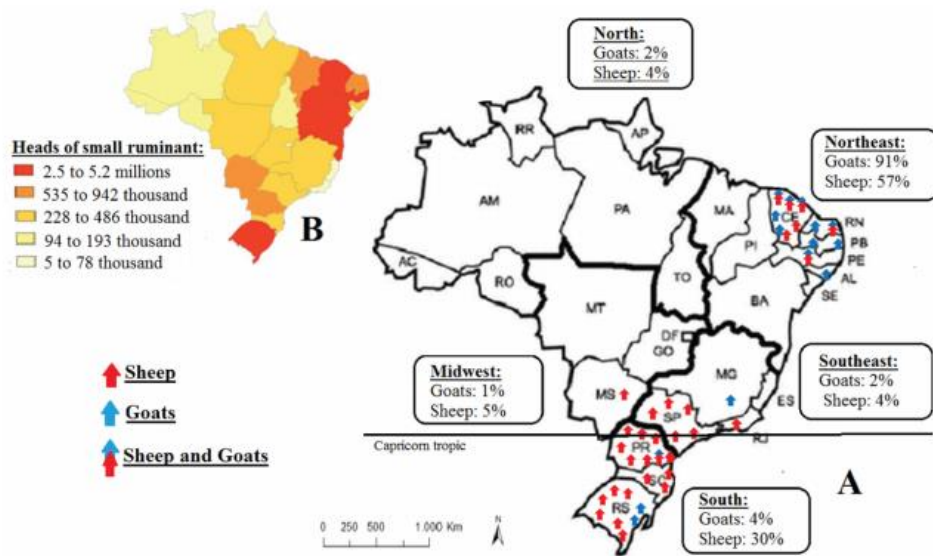 North:
Goats: 2%
Sheep: 4%
Northeast:
Goats: 91%
Sheep: 57%
Heads of small ruminant:
2.5 to 5.2 millions
535 to 942 thousand
228 to 486 thousand
94 to 193 thousand
5 to 78 thousand
B
RR
AP
AM
PA
MA
CE
RN
PB
PE
AL
SE
PI
AC
RO
TO
BA
MT
DF
GO
MG
ES
MS
SP
RJ
PR
SC
RS
Sheep
Goats
Sheep and Goats
Midwest:
Goats: 1%
Sheep: 5%
Southeast:
Goats: 2%
Sheep: 4%
Capricorn tropic
A
South:
Goats: 4%
Sheep: 30%
N
0 250 500 1.000 Km